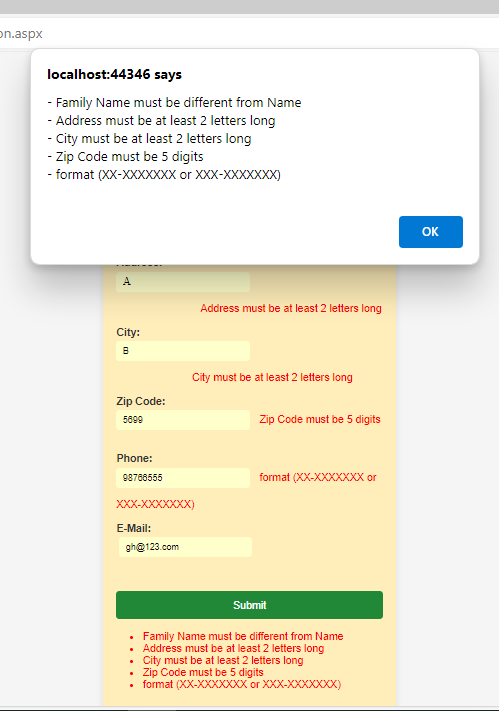 on.aspx
localhost:44346 says
- Family Name must be different from Name
- Address must be at least 2 letters long
- City must be at least 2 letters long
- Zip Code must be 5 digits
- format (XX-XXXXXXX or XXX-XXXXXXX)
OK
Address:
A
Address must be at least 2 letters long
City:
B
City must be at least 2 letters long
Zip Code:
5699 Zip Code must be 5 digits
Phone:
98766555 format (XX-XXXXXXX or
XXX-XXXXXXX)
E-Mail:
gh@123.com
Submit
• Family Name must be different from Name
• Address must be at least 2 letters long
• City must be at least 2 letters long
• Zip Code must be 5 digits
• format (XX-XXXXXXX or XXX-XXXXXXX)